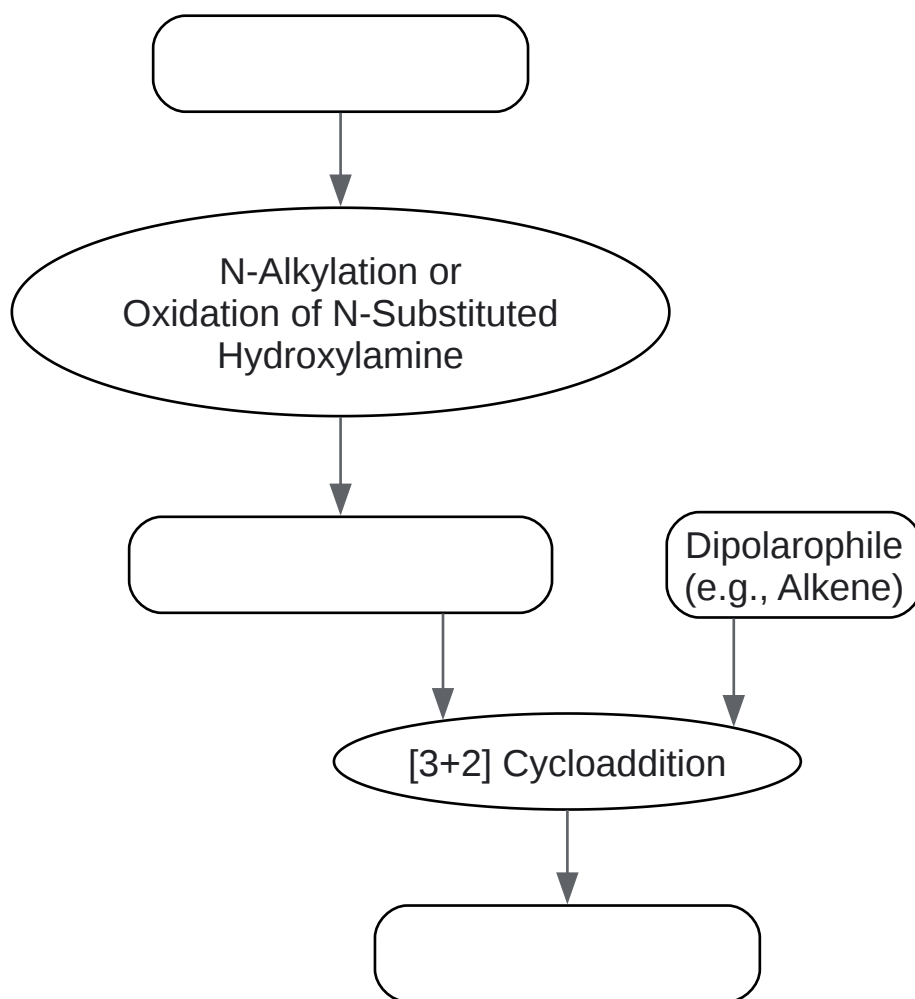 N-Alkylation or
Oxidation of N-Substituted
Hydroxylamine
Dipolarophile
(e.g., Alkene)
[3+2] Cycloaddition